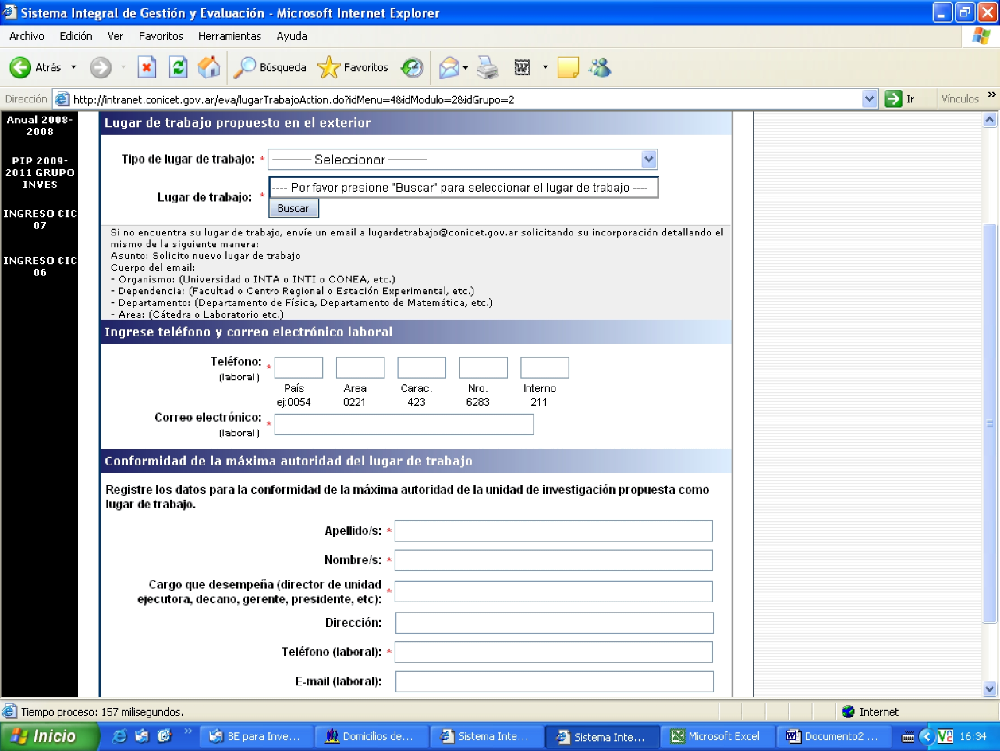 Sistema Integral de Gestión y Evaluación - Microsoft Internet Explorer
Archivo Edición Ver Favoritos Herramientas Ayuda
Atrás Búsqueda Favoritos
Dirección http://intranet.conicet.gov.ar/eva/lugarTrabajoAction.do?idMenu=4&idModulo=2&idGrupo=2 Ir Vínculos »
Anual 2008-
2008
PIP 2009-
2011 GRUPO
INVES
INGRESO CIC
07
INGRESO CIC
06
Lugar de trabajo propuesto en el exterior
Tipo de lugar de trabajo: * ---------- Seleccionar ----------
Lugar de trabajo: * ---- Por favor presione "Buscar" para seleccionar el lugar de trabajo ----
Buscar
Si no encuentra su lugar de trabajo, envíe un email a lugardetrabajo@conicet.gov.ar solicitando su incorporación detallando el
mismo de la siguiente manera:
Asunto: Solicito nuevo lugar de trabajo
Cuerpo del email:
- Organismo: (Universidad o INTA o INTI o CONEA, etc.)
- Dependencia: (Facultad o Centro Regional o Estación Experimental, etc.)
- Departamento: (Departamento de Física, Departamento de Matemática, etc.)
- Area: (Cátedra o Laboratorio etc.)
Ingrese teléfono y correo electrónico laboral
Teléfono: *
(laboral)
País Area Carac. Nro. Interno
ej:0054 0221 423 6283 211
Correo electrónico: *
(laboral)
Conformidad de la máxima autoridad del lugar de trabajo
Registre los datos para la conformidad de la máxima autoridad de la unidad de investigación propuesta como
lugar de trabajo.
Apellido/s: *
Nombre/s: *
Cargo que desempeña (director de unidad
ejecutora, decano, gerente, presidente, etc): *
Dirección:
Teléfono (laboral): *
E-mail (laboral):
Tiempo proceso: 157 milisegundos. Internet
Inicio » BE para Inve... Domicilios de... Sistema Inte... Sistema Inte... Microsoft Excel Documento2 ... 16:34